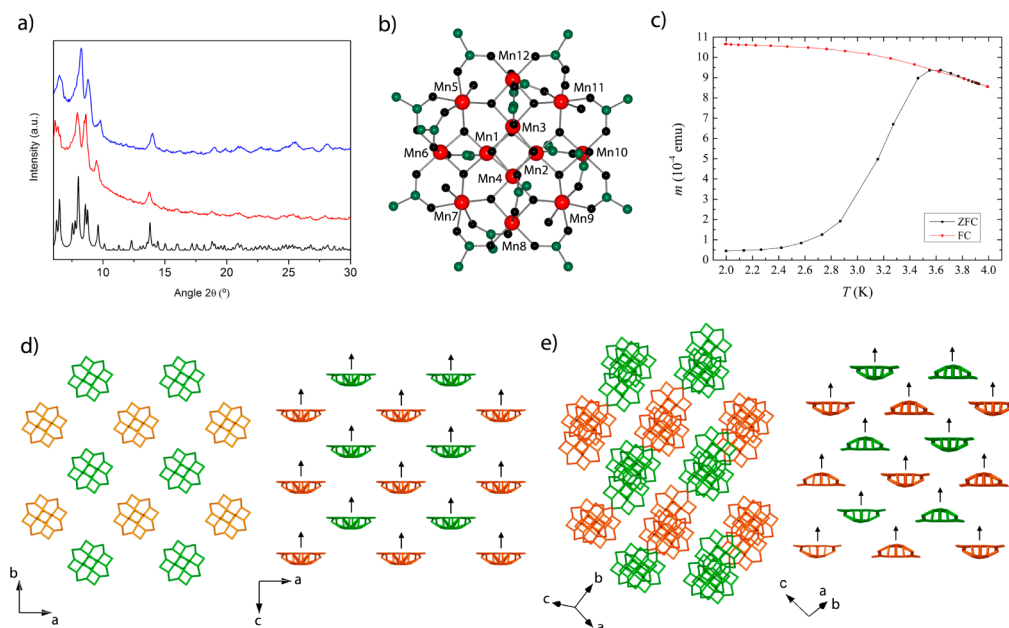 a)
Intensity (a.u.)
10 15 20 25 30
Angle 2θ (º)
b)
Mn12
Mn5
Mn11
Mn3
Mn1
Mn6
Mn10
Mn2
Mn4
Mn7
Mn9
Mn8
c)
11
10
9
8
7
6
5
4
3
2
1
0
m (10⁻⁴ emu)
ZFC
FC
2.0 2.2 2.4 2.6 2.8 3.0 3.2 3.4 3.6 3.8 4.0
T (K)
d)
b
a
a
c
e)
b
c
a
c
a
b